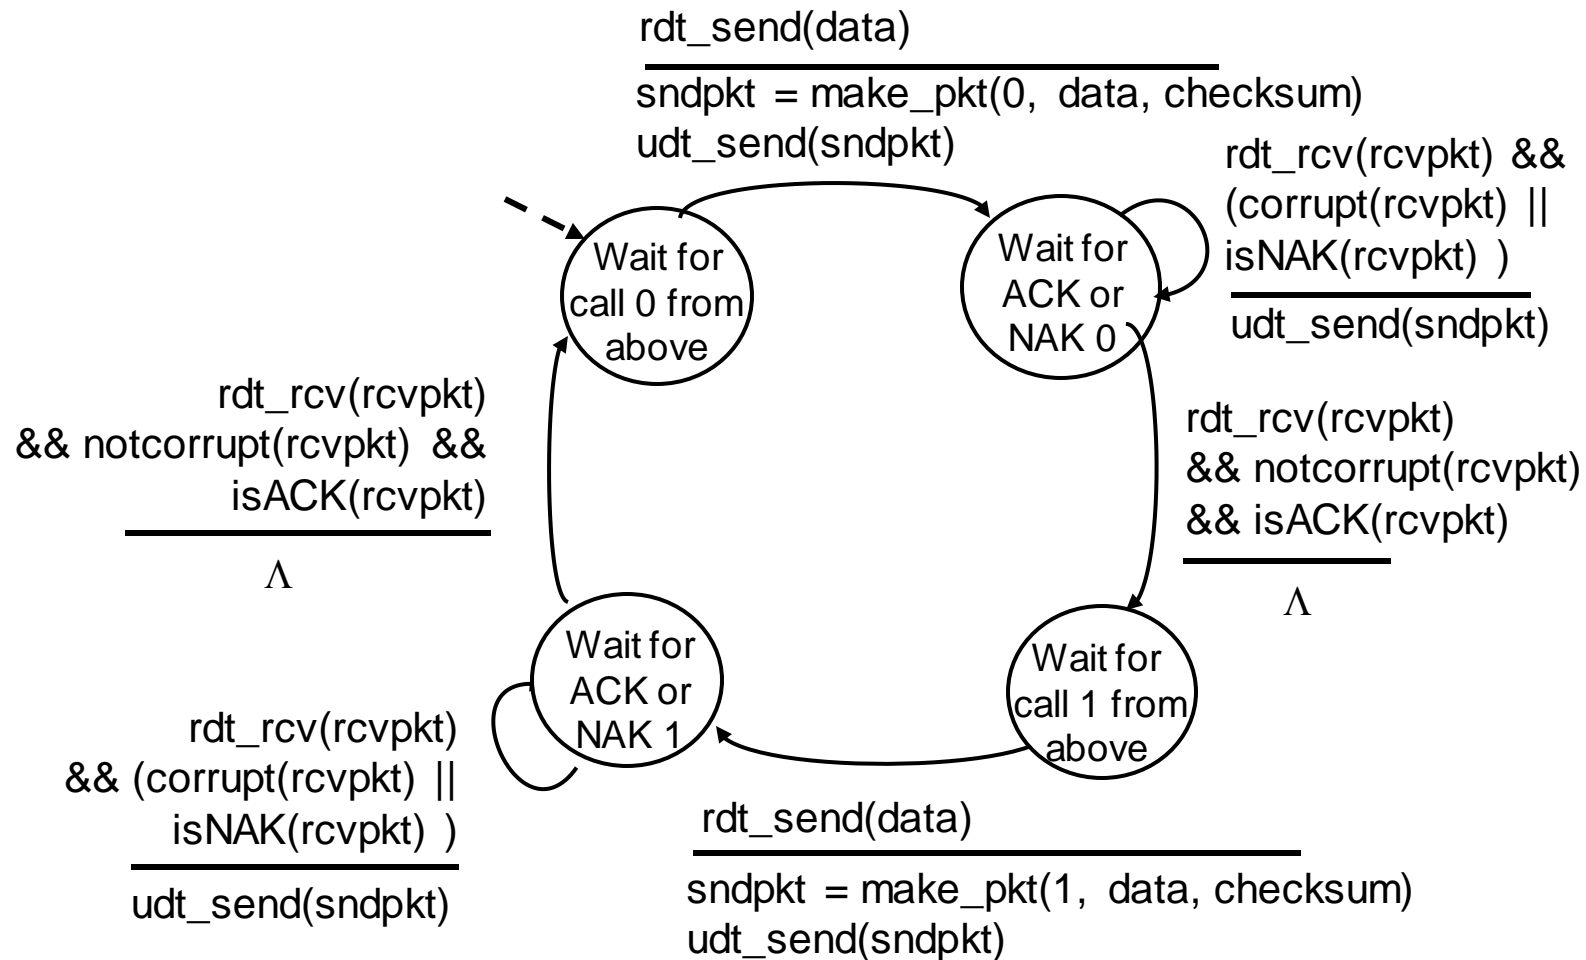 rdt_send(data)
sndpkt = make_pkt(0, data, checksum)
udt_send(sndpkt)
Wait for
call 0 from
above
Wait for
ACK or
NAK 0
rdt_rcv(rcvpkt) &&
(corrupt(rcvpkt) ||
isNAK(rcvpkt) )
udt_send(sndpkt)
rdt_rcv(rcvpkt)
&& notcorrupt(rcvpkt) &&
isACK(rcvpkt)
Λ
rdt_rcv(rcvpkt)
&& notcorrupt(rcvpkt)
&& isACK(rcvpkt)
Λ
Wait for
ACK or
NAK 1
Wait for
call 1 from
above
rdt_rcv(rcvpkt)
&& (corrupt(rcvpkt) ||
isNAK(rcvpkt) )
udt_send(sndpkt)
rdt_send(data)
sndpkt = make_pkt(1, data, checksum)
udt_send(sndpkt)